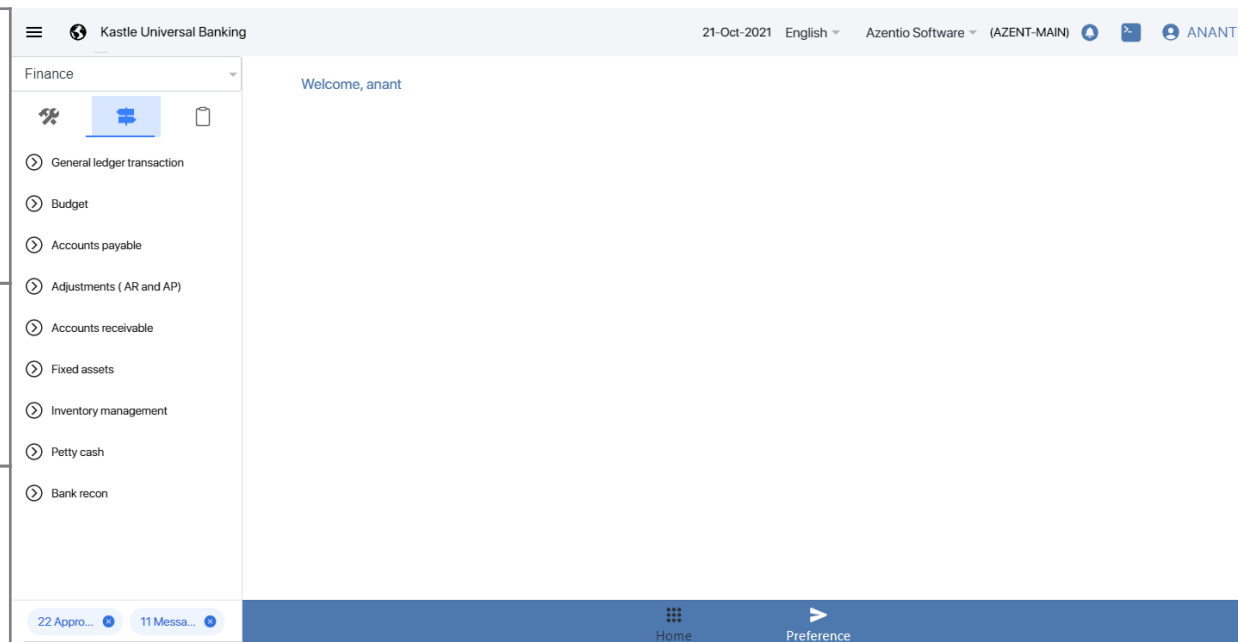 Kastle Universal Banking 21-Oct-2021 English Azentio Software (AZENT-MAIN) ANANT
Finance
Welcome, anant
General ledger transaction
Budget
Accounts payable
Adjustments ( AR and AP)
Accounts receivable
Fixed assets
Inventory management
Petty cash
Bank recon
22 Appro... 11 Messa...
Home Preference